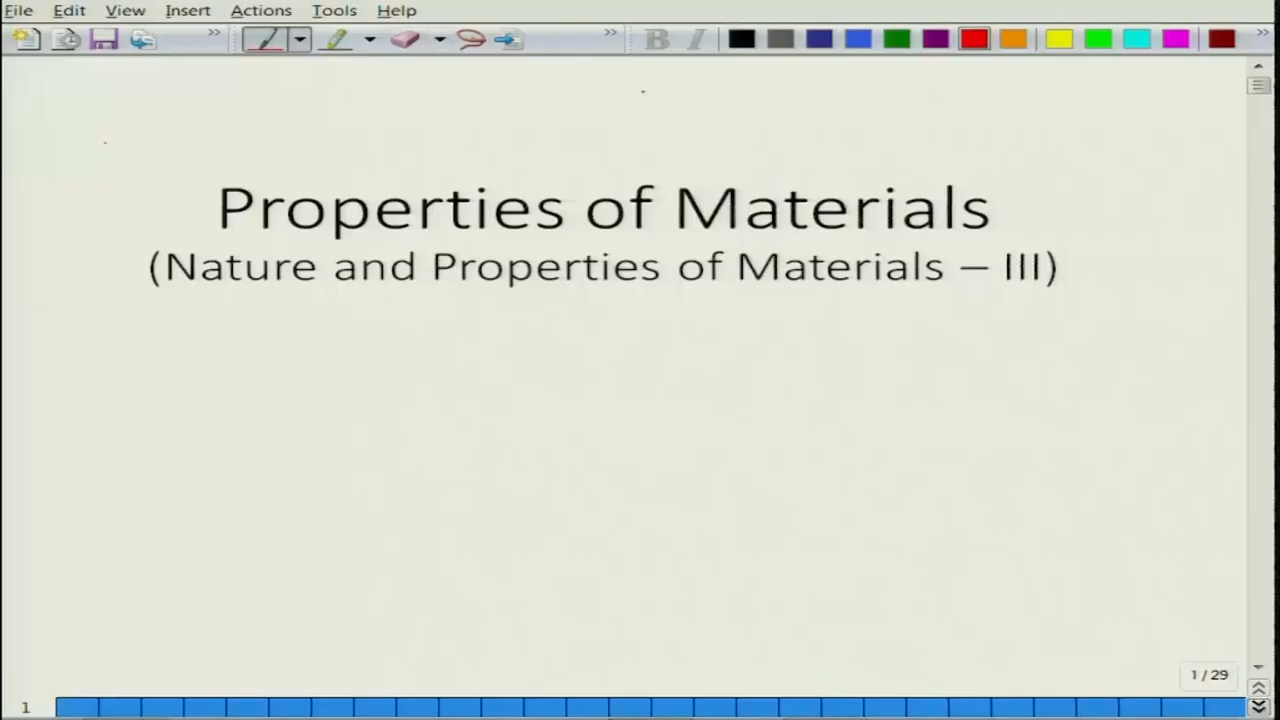 File Edit View Insert Actions Tools Help
B I
Properties of Materials
(Nature and Properties of Materials – III)
1 / 29
1